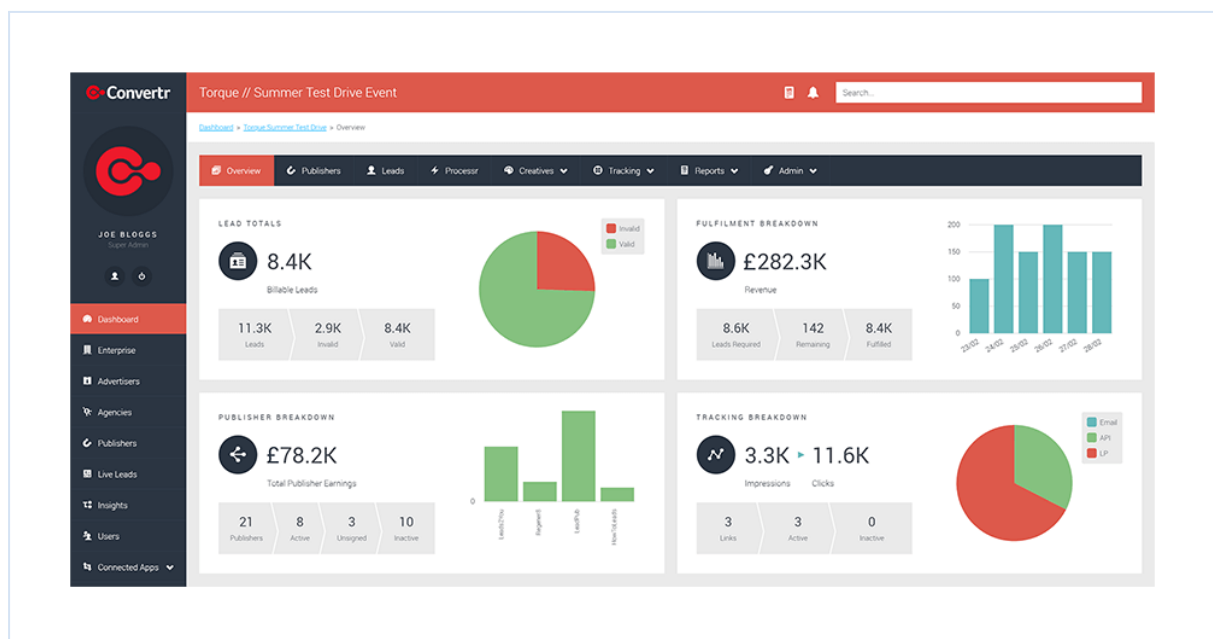 Convertr
Torque // Summer Test Drive Event
Search...
Dashboard » Torque Summer Test Drive » Overview
JOE BLOGGS
Super Admin
Dashboard
Enterprise
Advertisers
Agencies
Publishers
Live Leads
Insights
Users
Connected Apps
Overview Publishers Leads Processr Creatives Tracking Reports Admin
LEAD TOTALS
8.4K
Billable Leads
11.3K 2.9K 8.4K
Leads Invalid Valid
Invalid
Valid
FULFILMENT BREAKDOWN
£282.3K
Revenue
8.6K 142 8.4K
Leads Required Remaining Fulfilled
200
150
100
50
0
23/02 24/02 25/02 26/02 27/02 28/02
PUBLISHER BREAKDOWN
£78.2K
Total Publisher Earnings
21 8 3 10
Publishers Active Unsigned Inactive
0
Leads2You
Regener8
LeadPub
HowToLeads
TRACKING BREAKDOWN
3.3K 11.6K
Impressions Clicks
3 3 0
Links Active Inactive
Email
API
LP